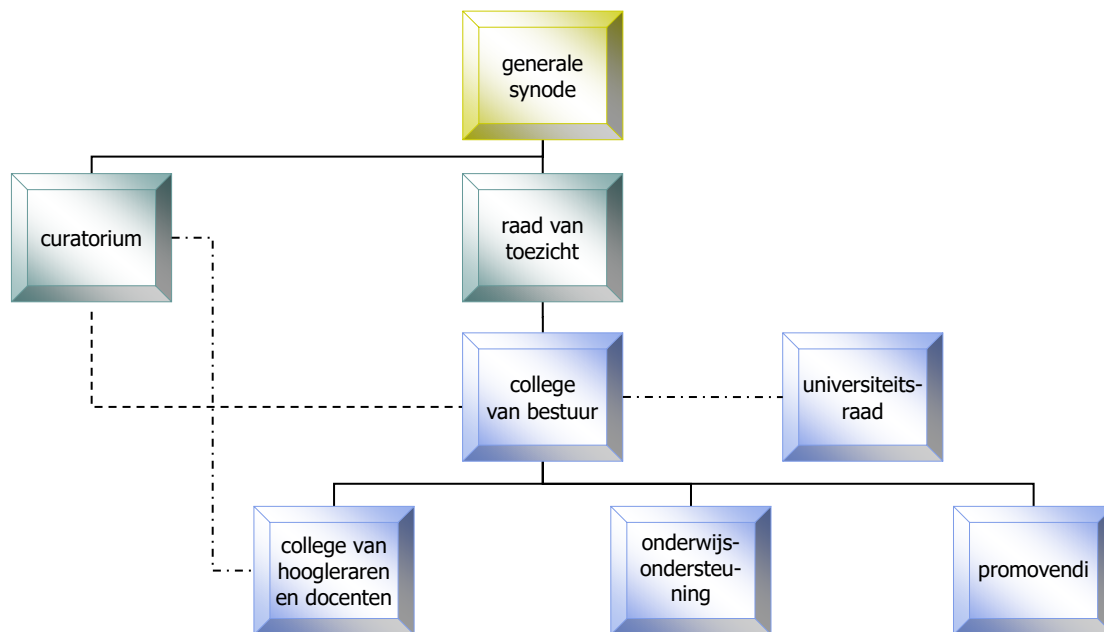 generale
synode
curatorium
raad van
toezicht
college
van bestuur
universiteits-
raad
college van
hoogleraren
en docenten
onderwijs-
ondersteu-
ning
promovendi